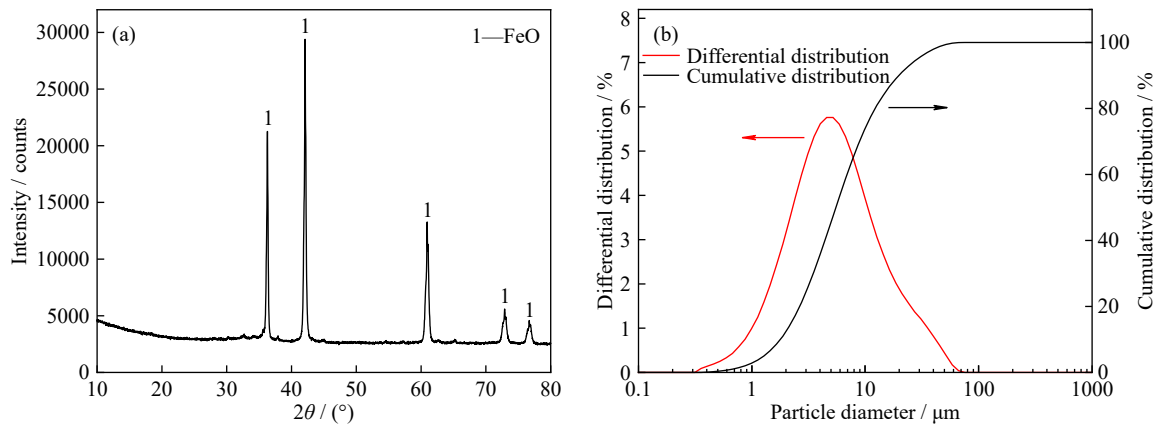 (a)
1—FeO
1
1
1
1
1
30000
25000
20000
15000
10000
5000
0
Intensity / counts
10 20 30 40 50 60 70 80
2θ / (°)
(b)
Differential distribution
Cumulative distribution
8
7
6
5
4
3
2
1
0
Differential distribution / %
100
80
60
40
20
0
Cumulative distribution / %
0.1 1 10 100 1000
Particle diameter / μm